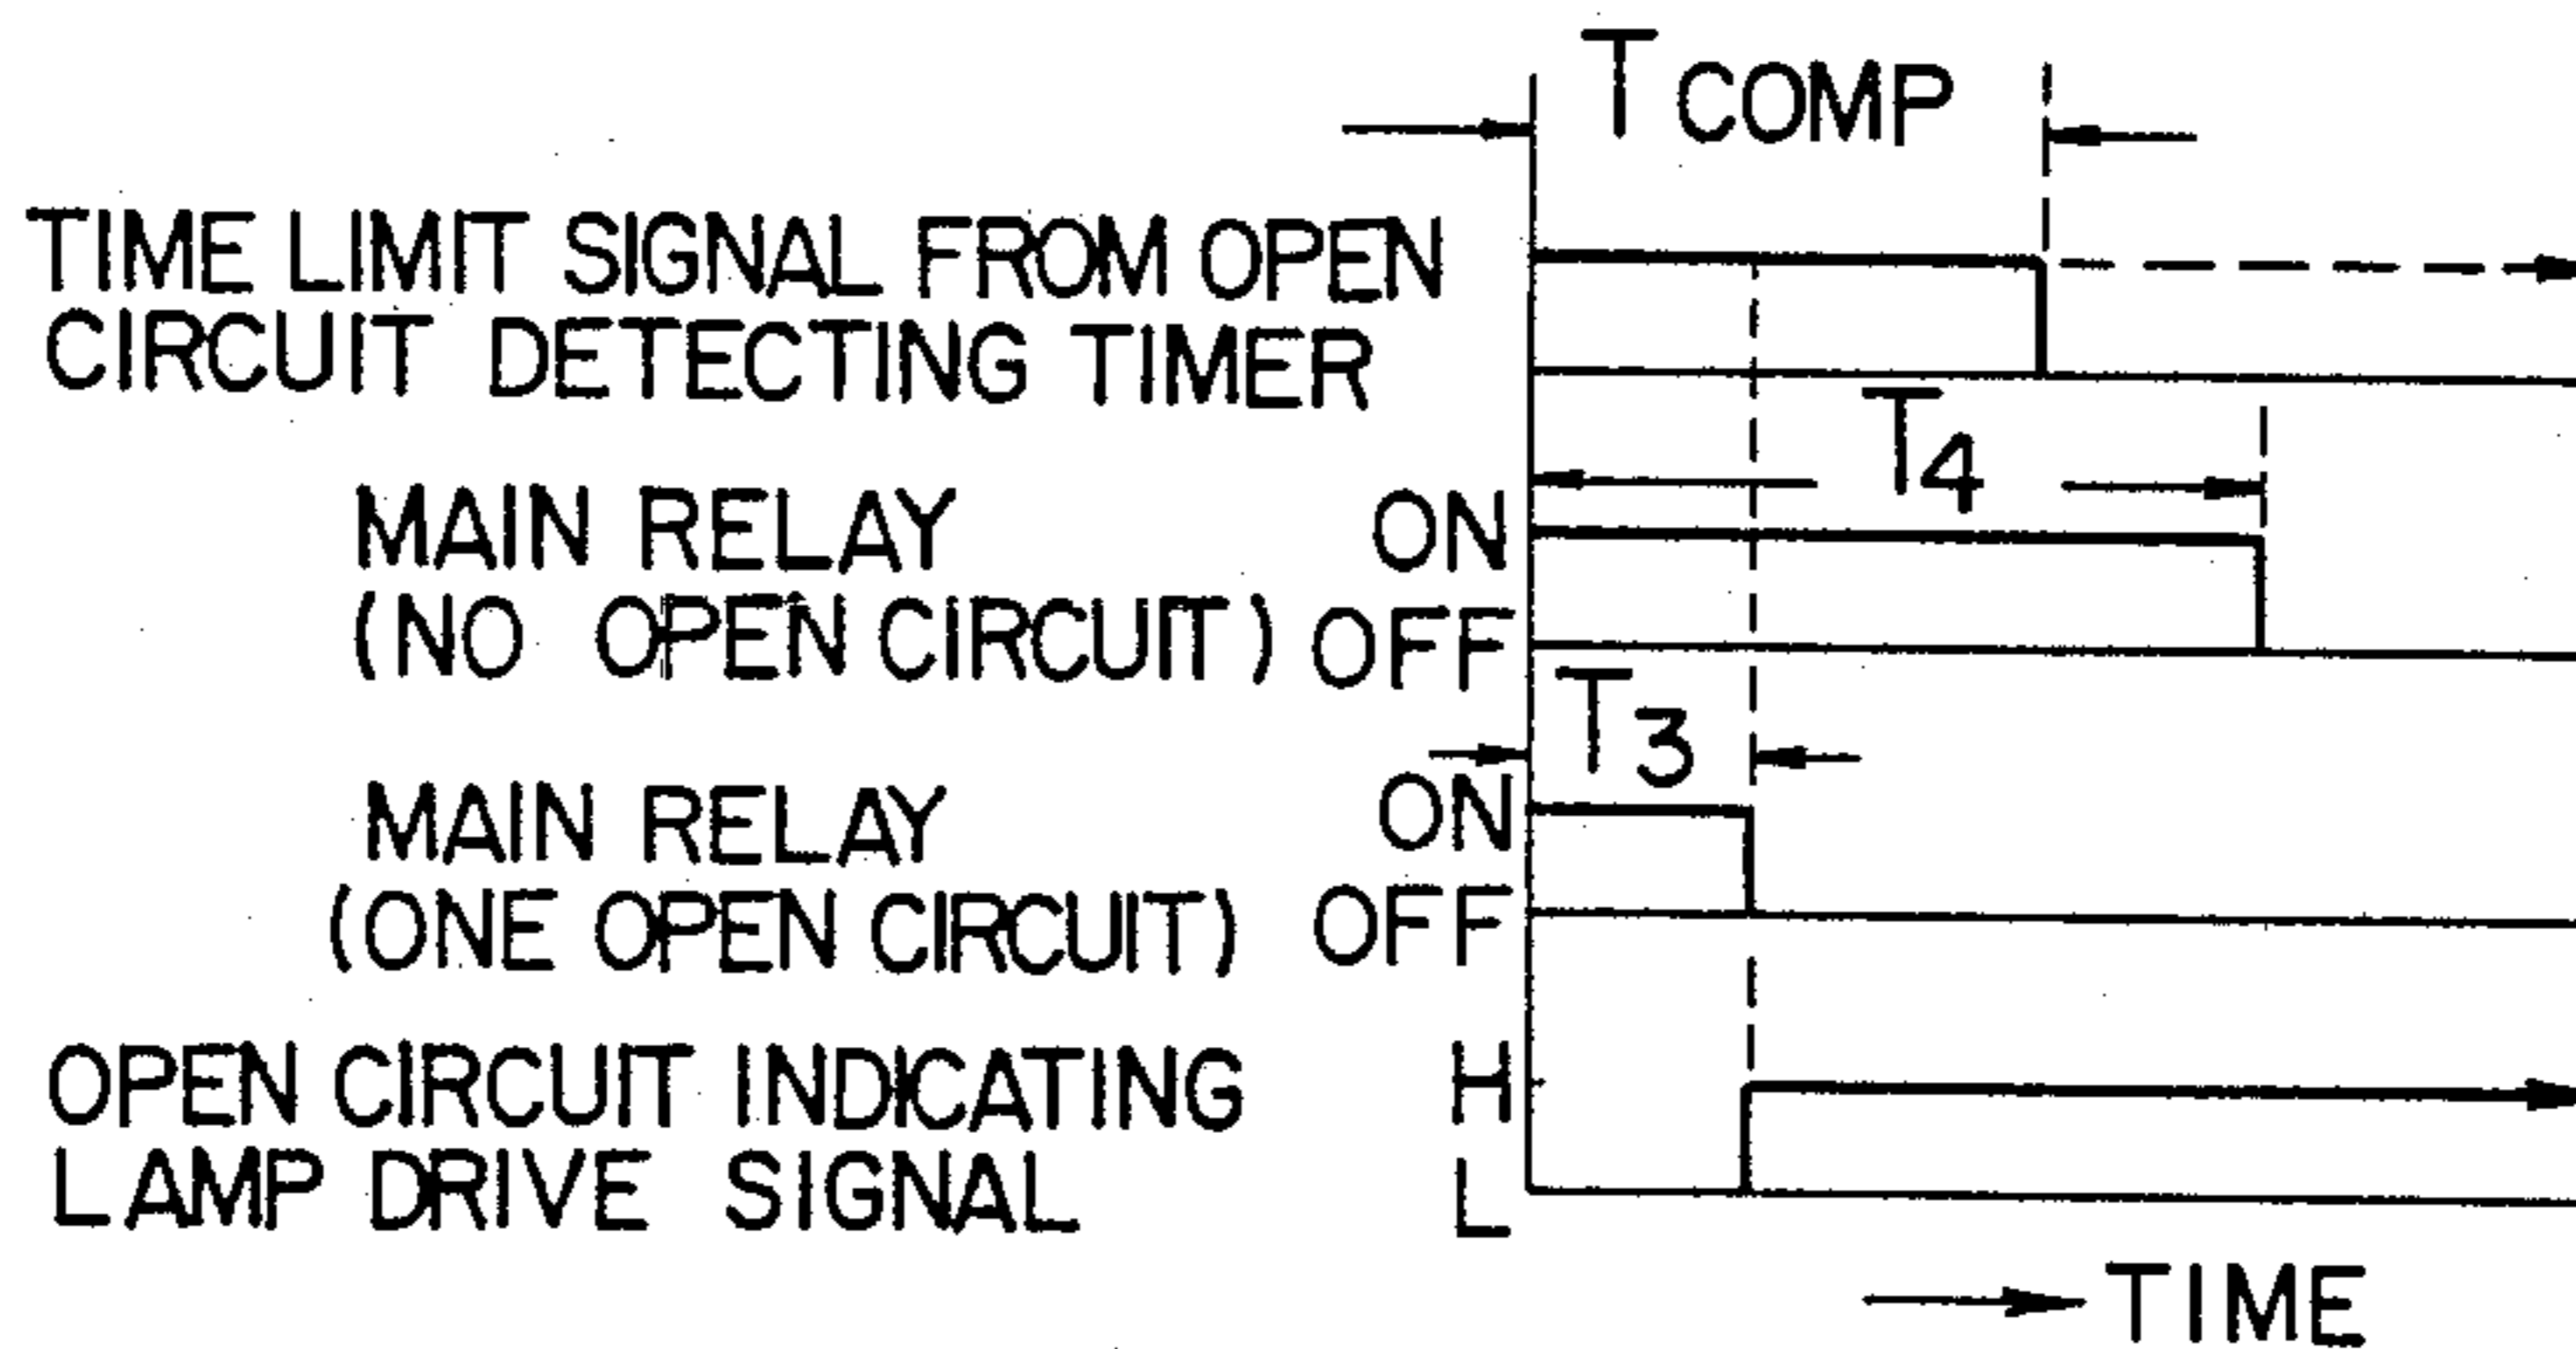 T COMP
TIME LIMIT SIGNAL FROM OPEN
CIRCUIT DETECTING TIMER
T4
MAIN RELAY ON
(NO OPEN CIRCUIT) OFF
T3
MAIN RELAY ON
(ONE OPEN CIRCUIT) OFF
OPEN CIRCUIT INDICATING H
LAMP DRIVE SIGNAL L
TIME